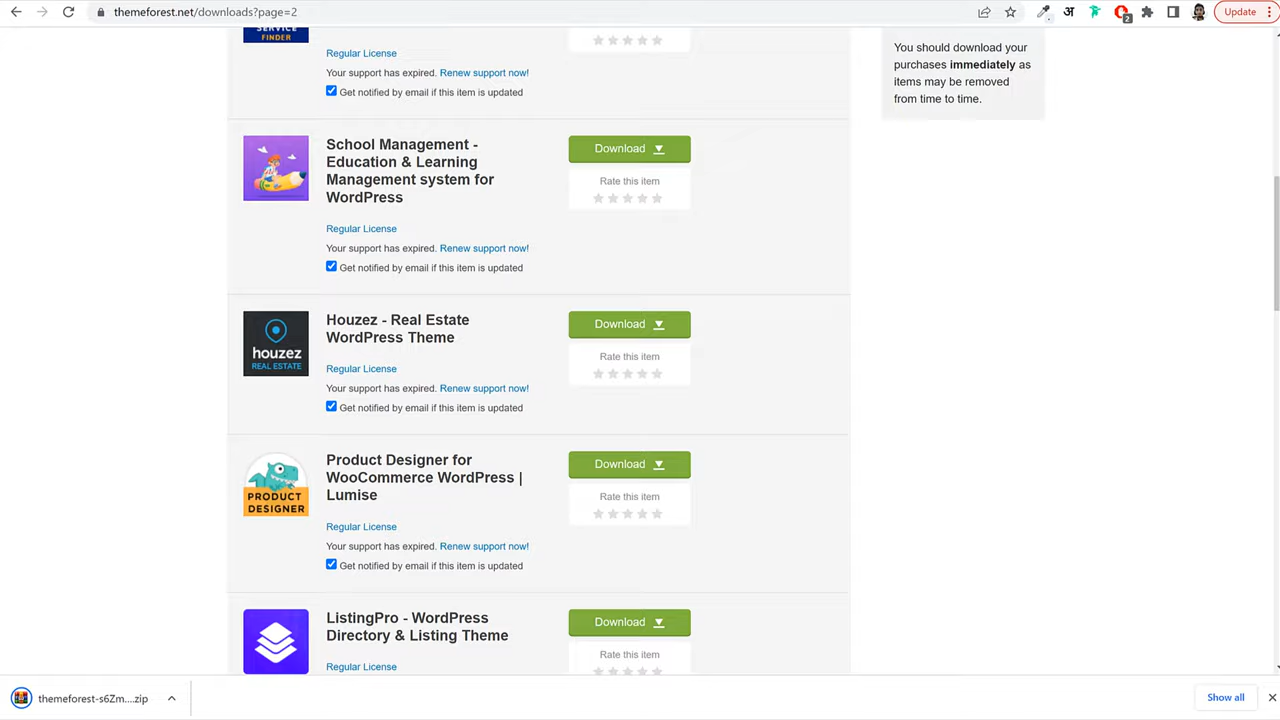 themeforest.net/downloads?page=2
अ
2
Update
SERVICE
FINDER
Regular License
Your support has expired. Renew support now!
Get notified by email if this item is updated
You should download your
purchases immediately as
items may be removed
from time to time.
School Management -
Education & Learning
Management system for
WordPress
Regular License
Your support has expired. Renew support now!
Get notified by email if this item is updated
Download
Rate this item
houzez
REAL ESTATE
Houzez - Real Estate
WordPress Theme
Regular License
Your support has expired. Renew support now!
Get notified by email if this item is updated
Download
Rate this item
PRODUCT
DESIGNER
Product Designer for
WooCommerce WordPress |
Lumise
Regular License
Your support has expired. Renew support now!
Get notified by email if this item is updated
Download
Rate this item
ListingPro - WordPress
Directory & Listing Theme
Regular License
Download
Rate this item
themeforest-s6Zm....zip
Show all